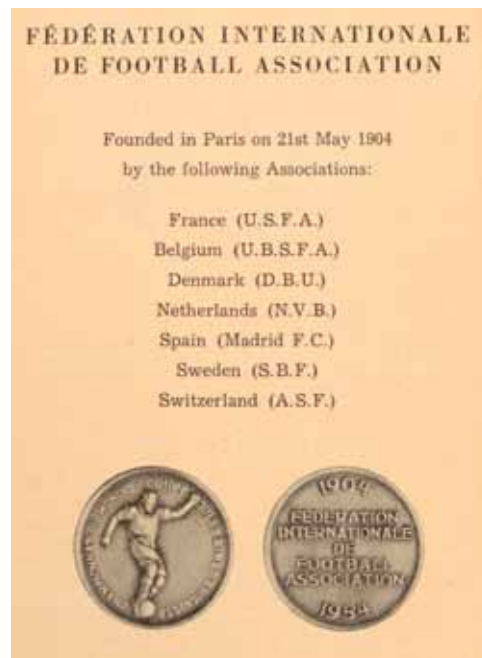 FÉDÉRATION INTERNATIONALE
DE FOOTBALL ASSOCIATION
Founded in Paris on 21st May 1904
by the following Associations:
France (U.S.F.A.)
Belgium (U.B.S.F.A.)
Denmark (D.B.U.)
Netherlands (N.V.B.)
Spain (Madrid F.C.)
Sweden (S.B.F.)
Switzerland (A.S.F.)
1904
FEDERATION
INTERNATIONALE
DE
FOOTBALL
ASSOCIATION
1954